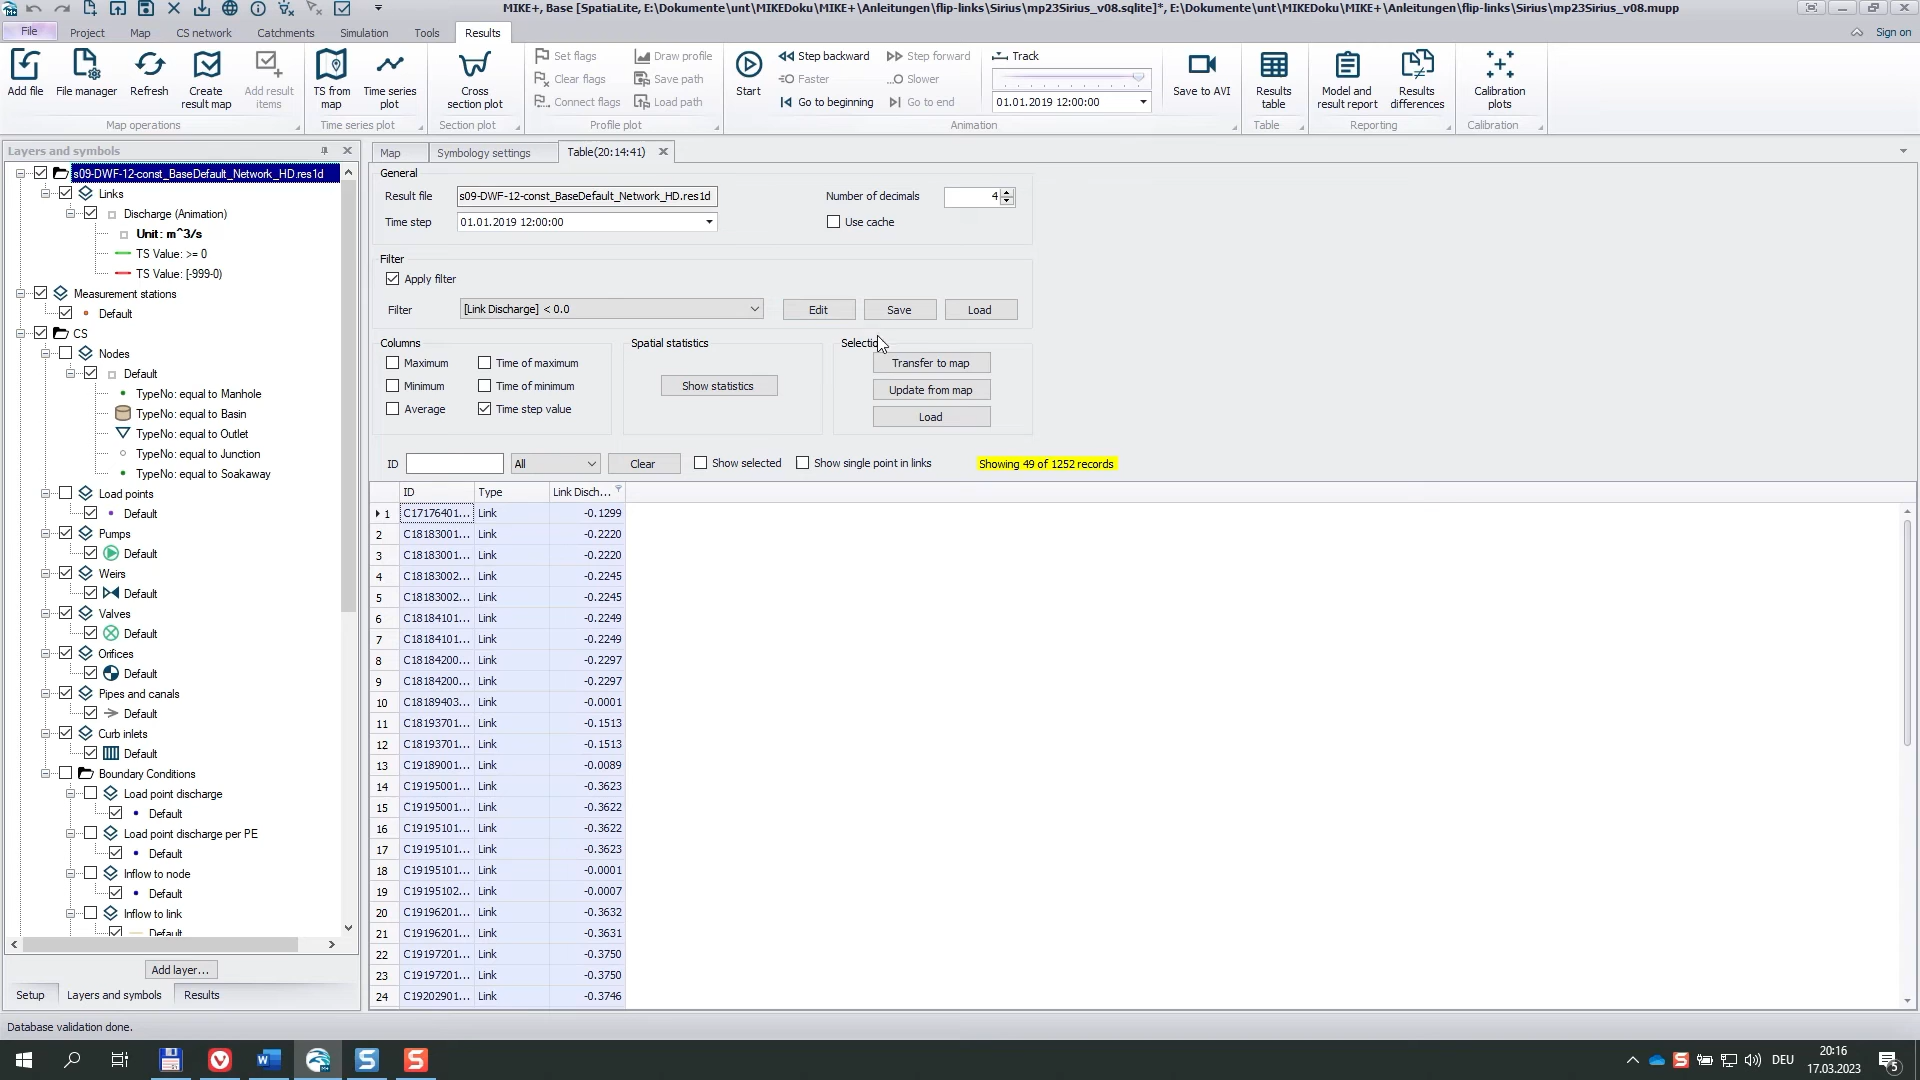 MIKE+, Base [SpatiaLite, E:\Dokumente\unt\MIKEDoku\MIKE+\Anleitungen\flip-links\Sirius\mp23Sirius_v08.sqlite]*, E:\Dokumente\unt\MIKEDoku\MIKE+\Anleitungen\flip-links\Sirius\mp23Sirius_v08.mupp
File Project Map CS network Catchments Simulation Tools Results Sign on
Add file File manager Refresh Create result map Add result items
Map operations
TS from map Time series plot
Time series plot
Cross section plot
Section plot
Set flags Draw profile
Clear flags Save path
Connect flags Load path
Profile plot
Start Step backward Step forward
Faster Slower
Go to beginning Go to end
Track
01.01.2019 12:00:00
Save to AVI
Animation
Results table
Table
Model and result report Results differences
Reporting
Calibration plots
Calibration
Layers and symbols
s09-DWF-12-const_BaseDefault_Network_HD.res1d
Links
Discharge (Animation)
Unit: m^3/s
TS Value: >= 0
TS Value: [-999-0)
Measurement stations
Default
CS
Nodes
Default
TypeNo: equal to Manhole
TypeNo: equal to Basin
TypeNo: equal to Outlet
TypeNo: equal to Junction
TypeNo: equal to Soakaway
Load points
Default
Pumps
Default
Weirs
Default
Valves
Default
Orifices
Default
Pipes and canals
Default
Curb inlets
Default
Boundary Conditions
Load point discharge
Default
Load point discharge per PE
Default
Inflow to node
Default
Inflow to link
Default
Add layer...
Setup Layers and symbols Results
Map Symbology settings Table(20:14:41)
General
Result file s09-DWF-12-const_BaseDefault_Network_HD.res1d Number of decimals 4
Time step 01.01.2019 12:00:00 Use cache
Filter
Apply filter
Filter [Link Discharge] < 0.0 Edit Save Load
Columns Spatial statistics Selection
Maximum Time of maximum Transfer to map
Minimum Time of minimum Show statistics Update from map
Average Time step value Load
ID All Clear Show selected Show single point in links Showing 49 of 1252 records
ID Type Link Disch...
1 C17176401... Link -0.1299
2 C18183001... Link -0.2220
3 C18183001... Link -0.2220
4 C18183002... Link -0.2245
5 C18183002... Link -0.2245
6 C18184101... Link -0.2249
7 C18184101... Link -0.2249
8 C18184200... Link -0.2297
9 C18184200... Link -0.2297
10 C18189403... Link -0.0001
11 C18193701... Link -0.1513
12 C18193701... Link -0.1513
13 C19189001... Link -0.0089
14 C19195001... Link -0.3623
15 C19195001... Link -0.3622
16 C19195101... Link -0.3622
17 C19195101... Link -0.3623
18 C19195101... Link -0.0001
19 C19195102... Link -0.0007
20 C19196201... Link -0.3632
21 C19196201... Link -0.3631
22 C19197201... Link -0.3750
23 C19197201... Link -0.3750
24 C19202901... Link -0.3746
Database validation done.
DEU 20:16
17.03.2023
5